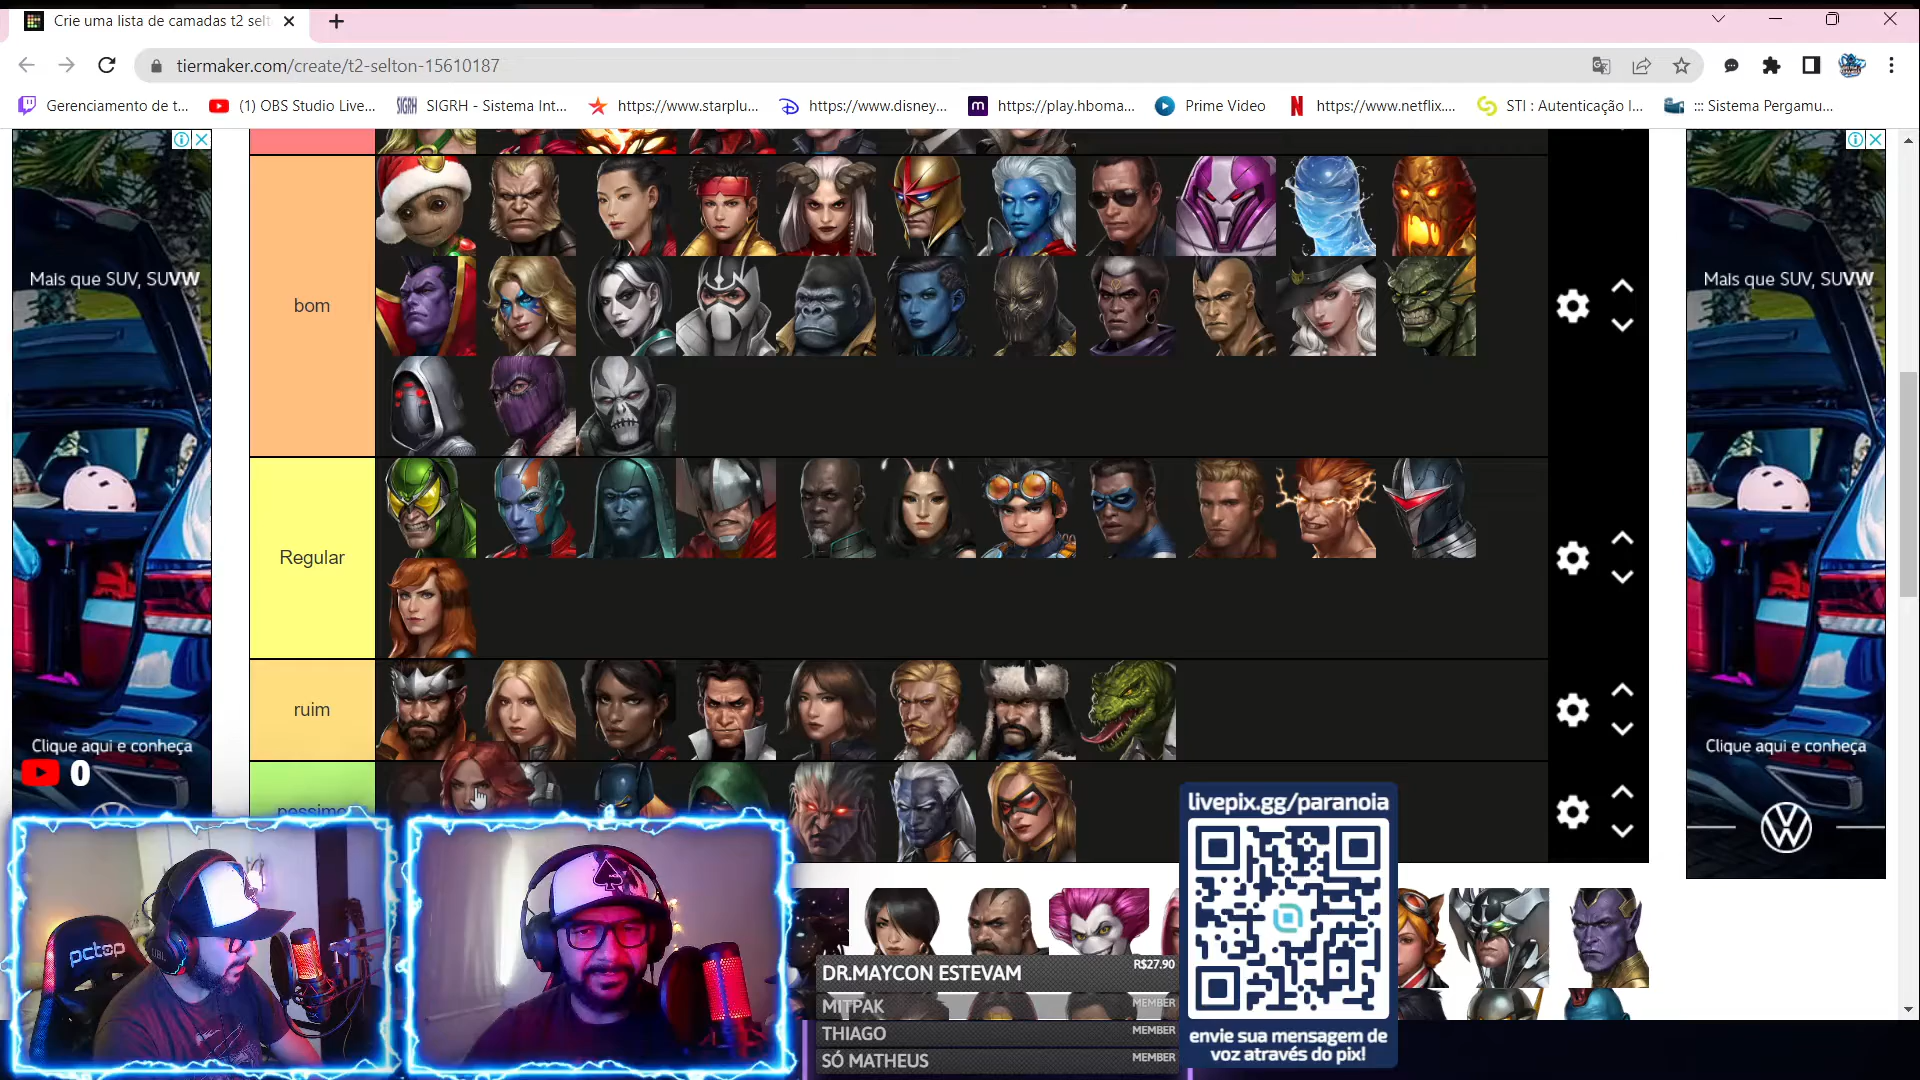 Crie uma lista de camadas t2 selt
tiermaker.com/create/t2-selton-15610187
Gerenciamento de t...
(1) OBS Studio Live...
SIGRH
SIGRH - Sistema Int...
https://www.starplu...
https://www.disney...
m
https://play.hboma...
Prime Video
N
https://www.netflix....
STI : Autenticação I...
::: Sistema Pergamu...
Mais que SUV, SUVW
Clique aqui e conheça
bom
Regular
ruim
pessimo
Mais que SUV, SUVW
Clique aqui e conheça
0
pctop
DR.MAYCON ESTEVAM
R$27.90
MITPAK
MEMBER
THIAGO
MEMBER
SÓ MATHEUS
MEMBER
livepix.gg/paranoia
envie sua mensagem de
voz através do pix!